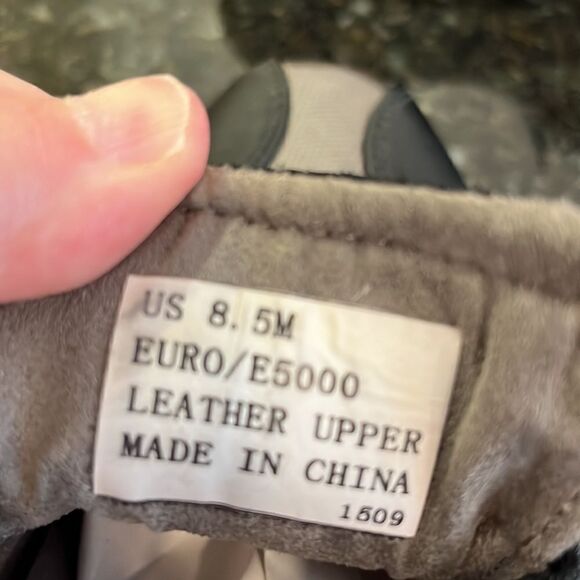 US 8.5M
EURO/E5000
LEATHER UPPER
MADE IN CHINA
1509